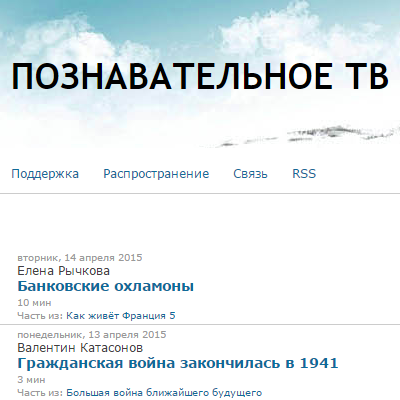 ПОЗНАВАТЕЛЬНОЕ ТВ
Поддержка Распространение Связь RSS
вторник, 14 апреля 2015
Елена Рычкова
Банковские охламоны
10 мин
Часть из: Как живёт Франция 5
понедельник, 13 апреля 2015
Валентин Катасонов
Гражданская война закончилась в 1941
3 мин
Часть из: Большая война ближайшего будущего